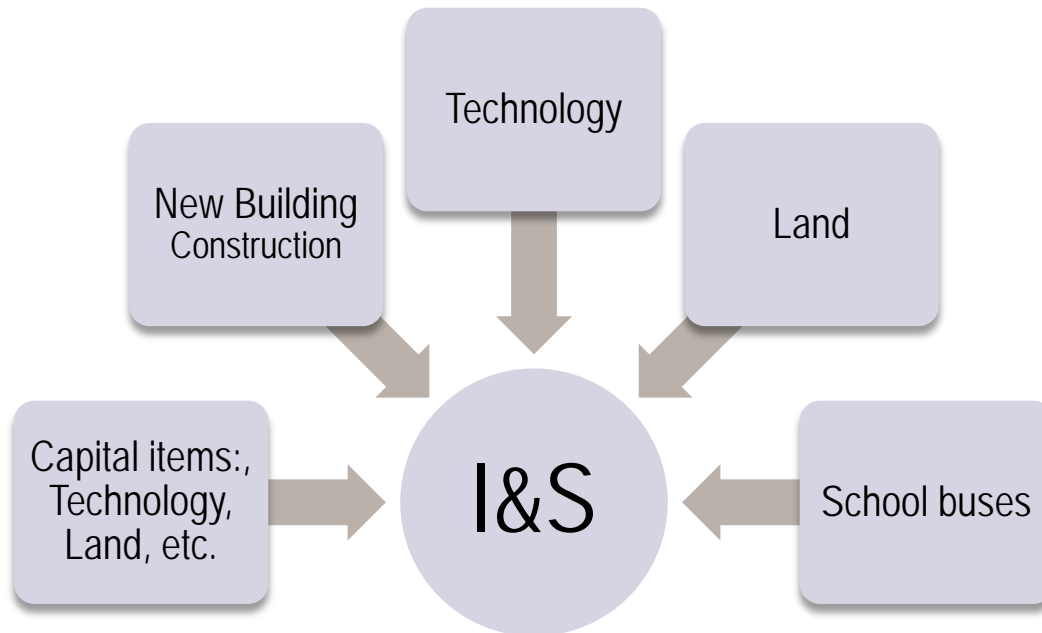 Technology
New Building
Construction
Land
Capital items:,
Technology,
Land, etc.
I&S
School buses